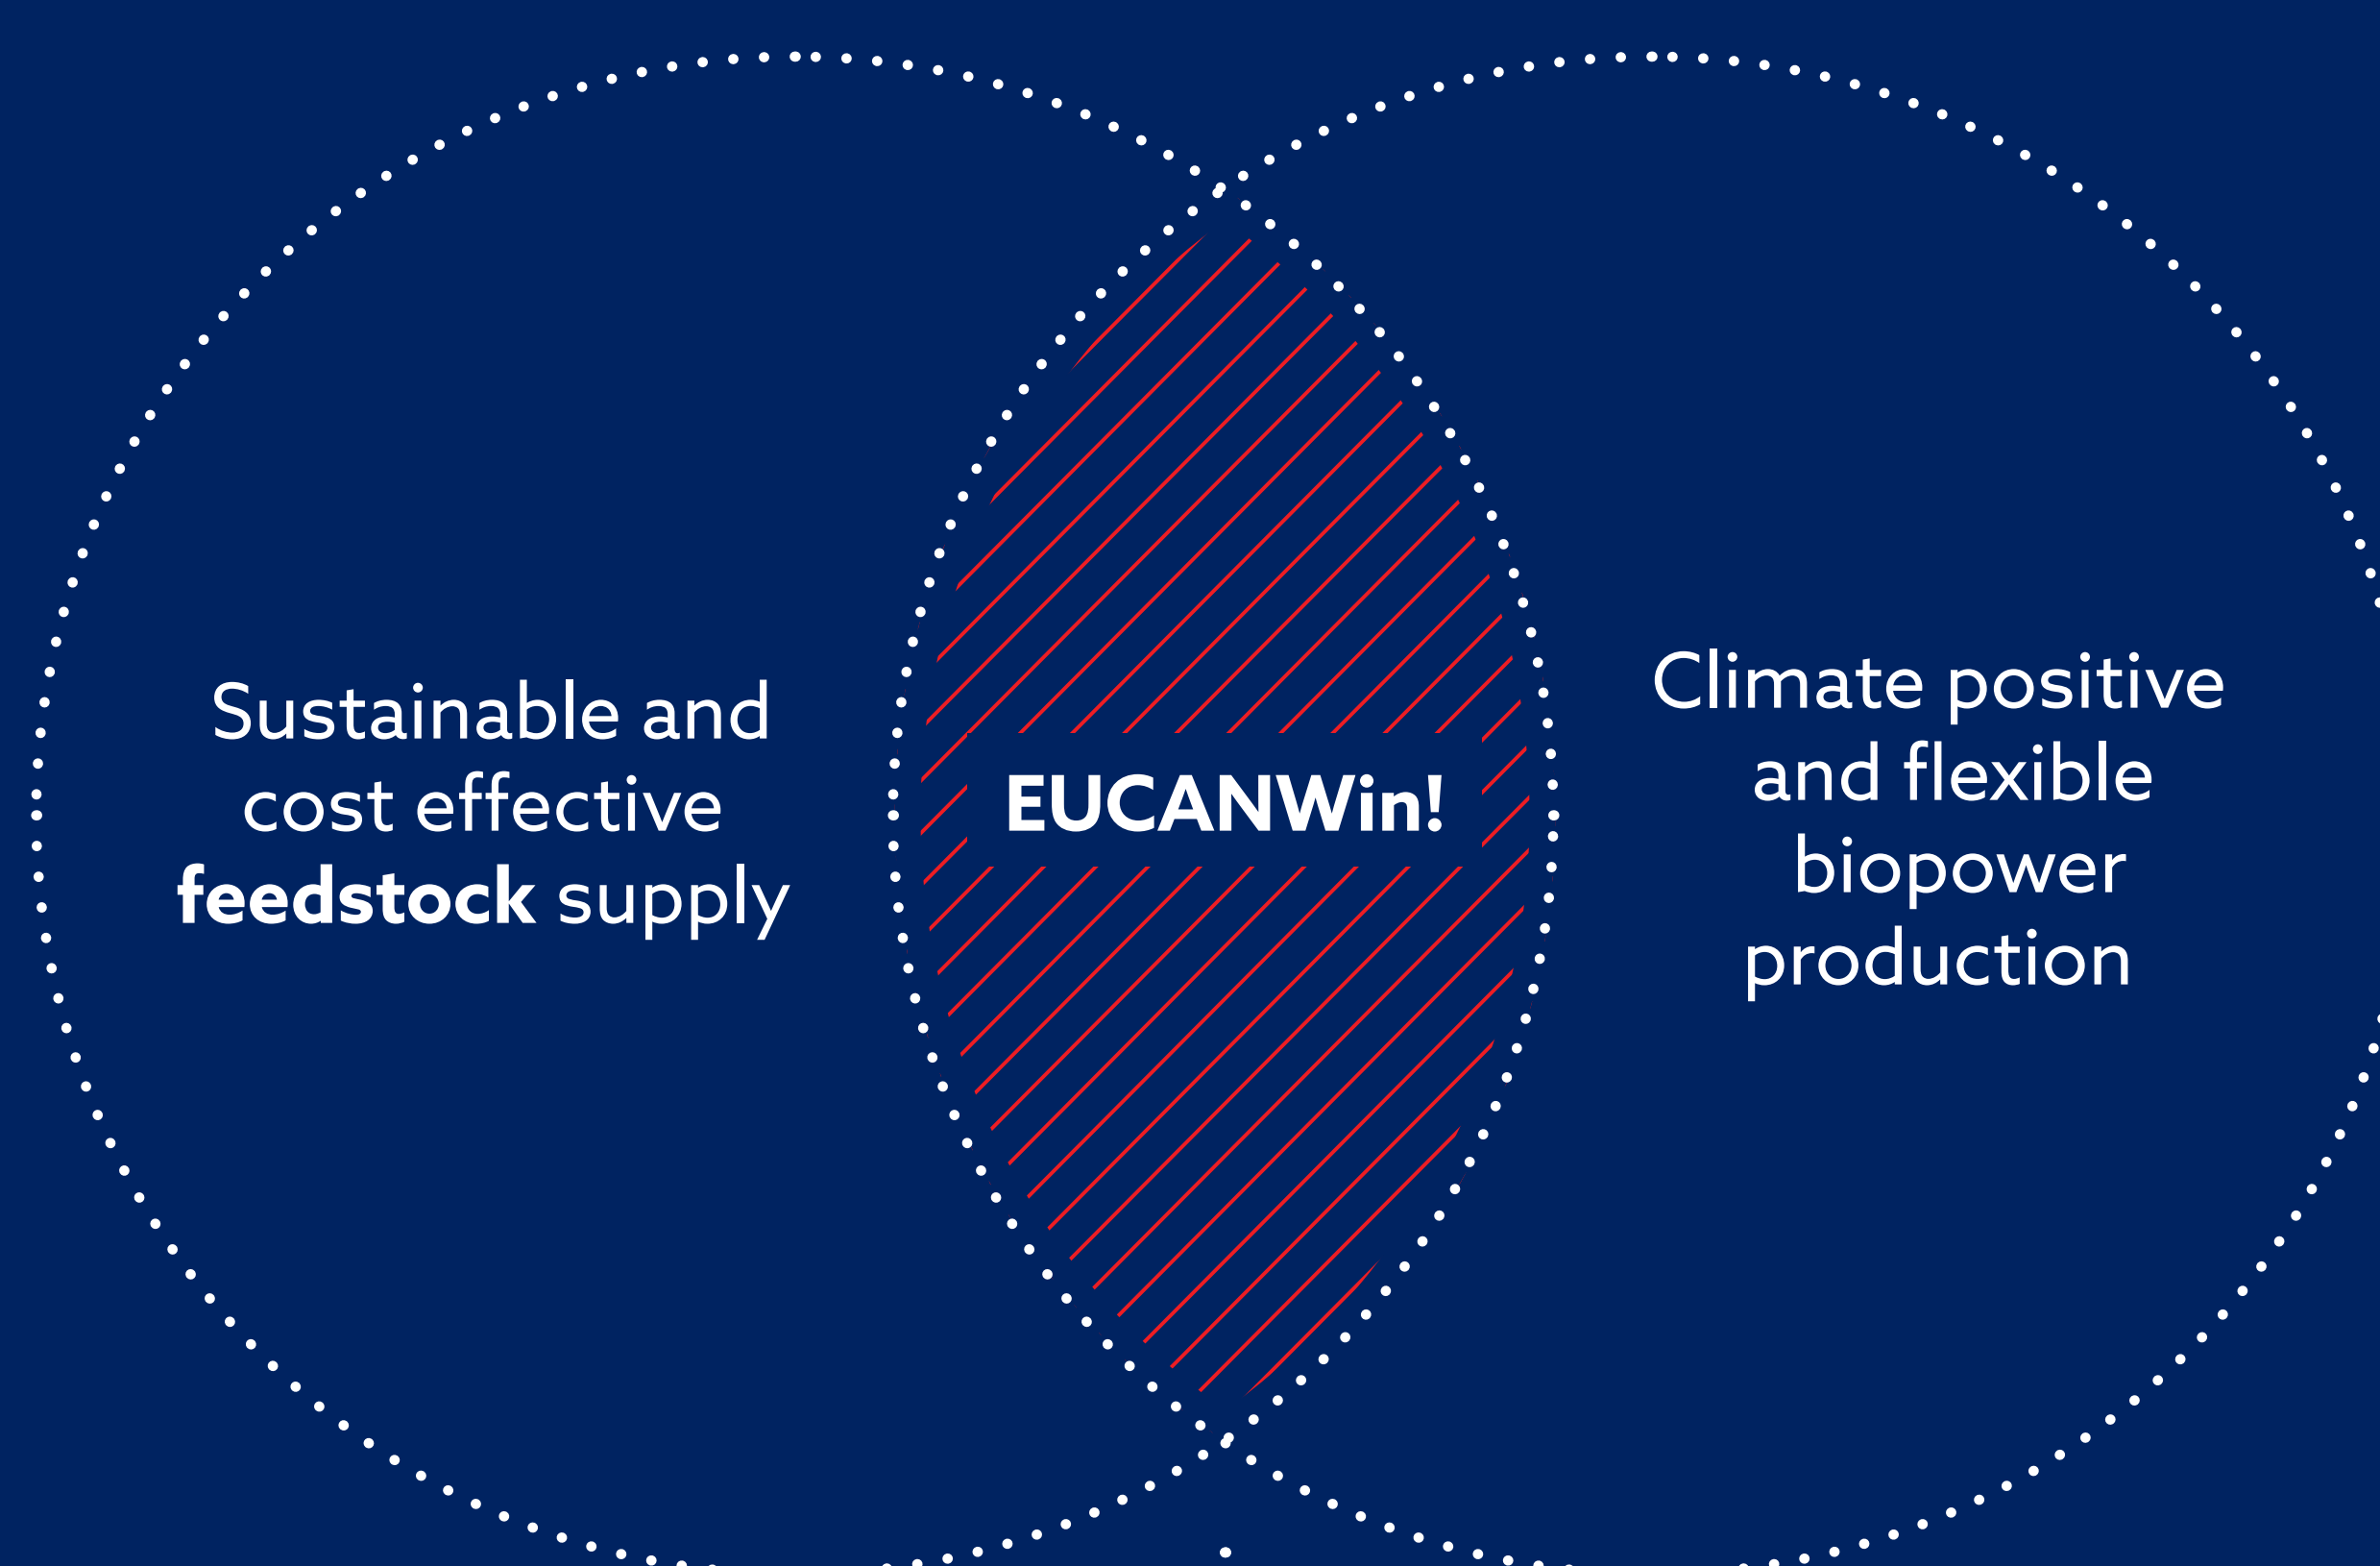 Sustainable and
cost effective
feedstock supply
EUCANWin!
Climate positive
and flexible
biopower
production